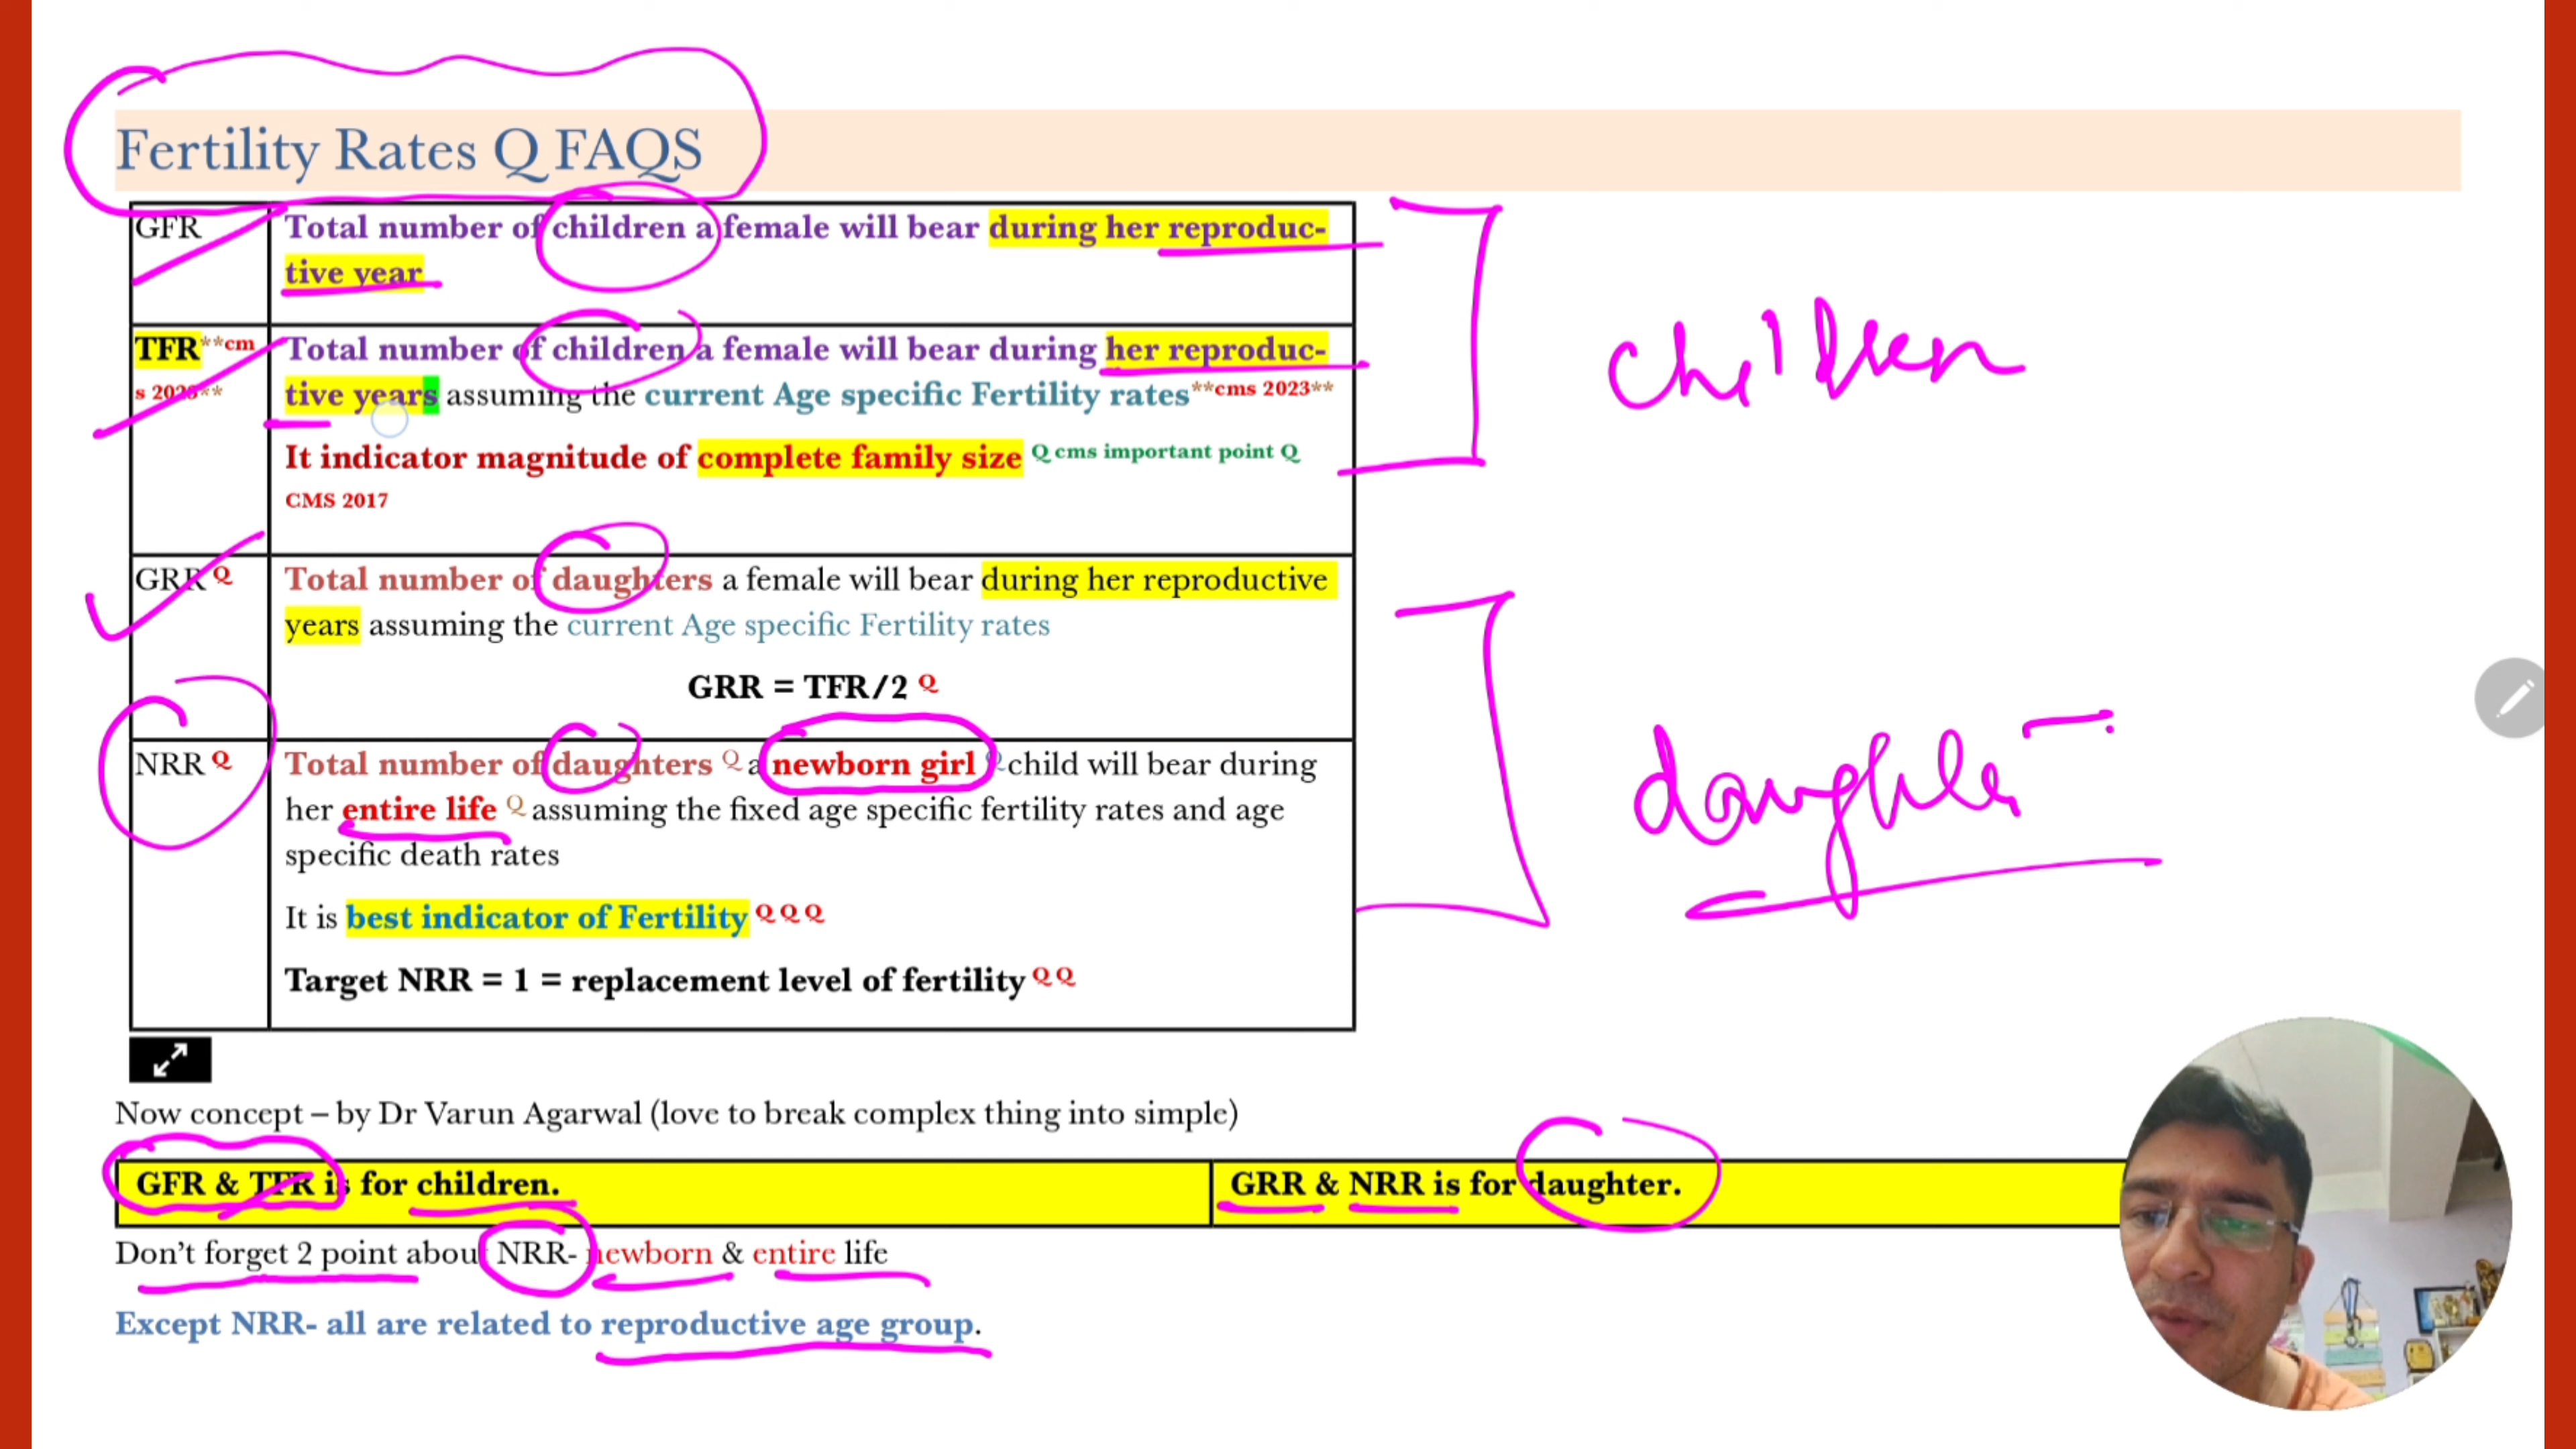 Fertility Rates Q FAQS
GFR
Total number of children a female will bear during her reproduc-
tive year
TFR**cm
s 2023**
Total number of children a female will bear during her reproduc-
tive years assuming the current Age specific Fertility rates**cms 2023**
It indicator magnitude of complete family size Q cms important point Q
CMS 2017
GRR Q
Total number of daughters a female will bear during her reproductive
years assuming the current Age specific Fertility rates
GRR = TFR/2 Q
NRR Q
Total number of daughters Q a newborn girl Q child will bear during
her entire life Q assuming the fixed age specific fertility rates and age
specific death rates
It is best indicator of Fertility Q Q Q
Target NRR = 1 = replacement level of fertility Q Q
children
daughter
Now concept – by Dr Varun Agarwal (love to break complex thing into simple)
GFR & TFR is for children.
GRR & NRR is for daughter.
Don't forget 2 point about NRR- newborn & entire life
Except NRR- all are related to reproductive age group.